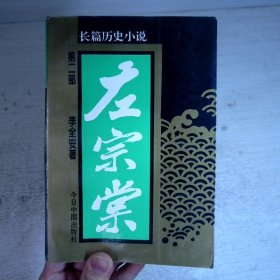 长篇历史小说
第二部
左宗棠
李全安著
今日中国出版社